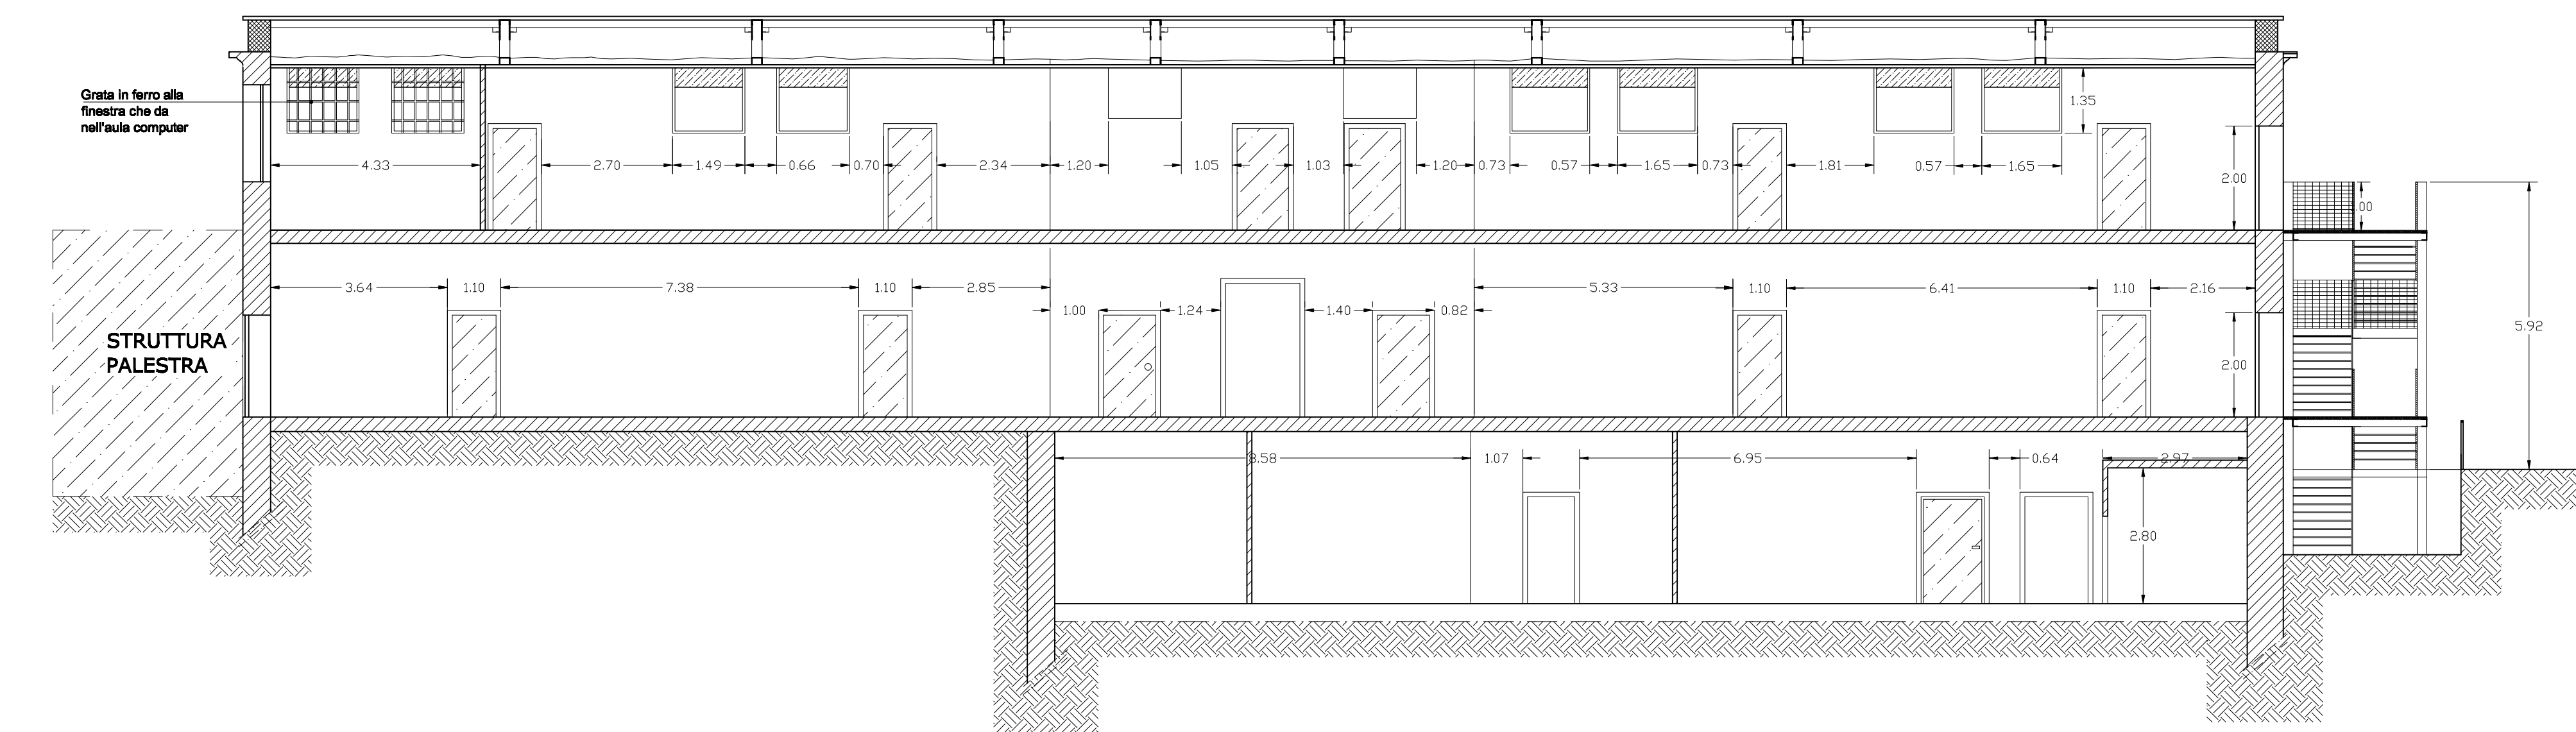 Grata in ferro alla
finestra che da
nell'aula computer
1.35
4.33 2.70 1.49 0.66 0.70 2.34 1.20 1.05 1.03 1.20 0.73 0.57 1.65 0.73 1.81 0.57 1.65
2.00
3.64 1.10 7.38 1.10 2.85 5.33 1.10 6.41 1.10 2.16
1.00 1.24 1.40 0.82
5.92
STRUTTURA
PALESTRA
2.00
8.58 1.07 6.95 0.64 2.97
2.80